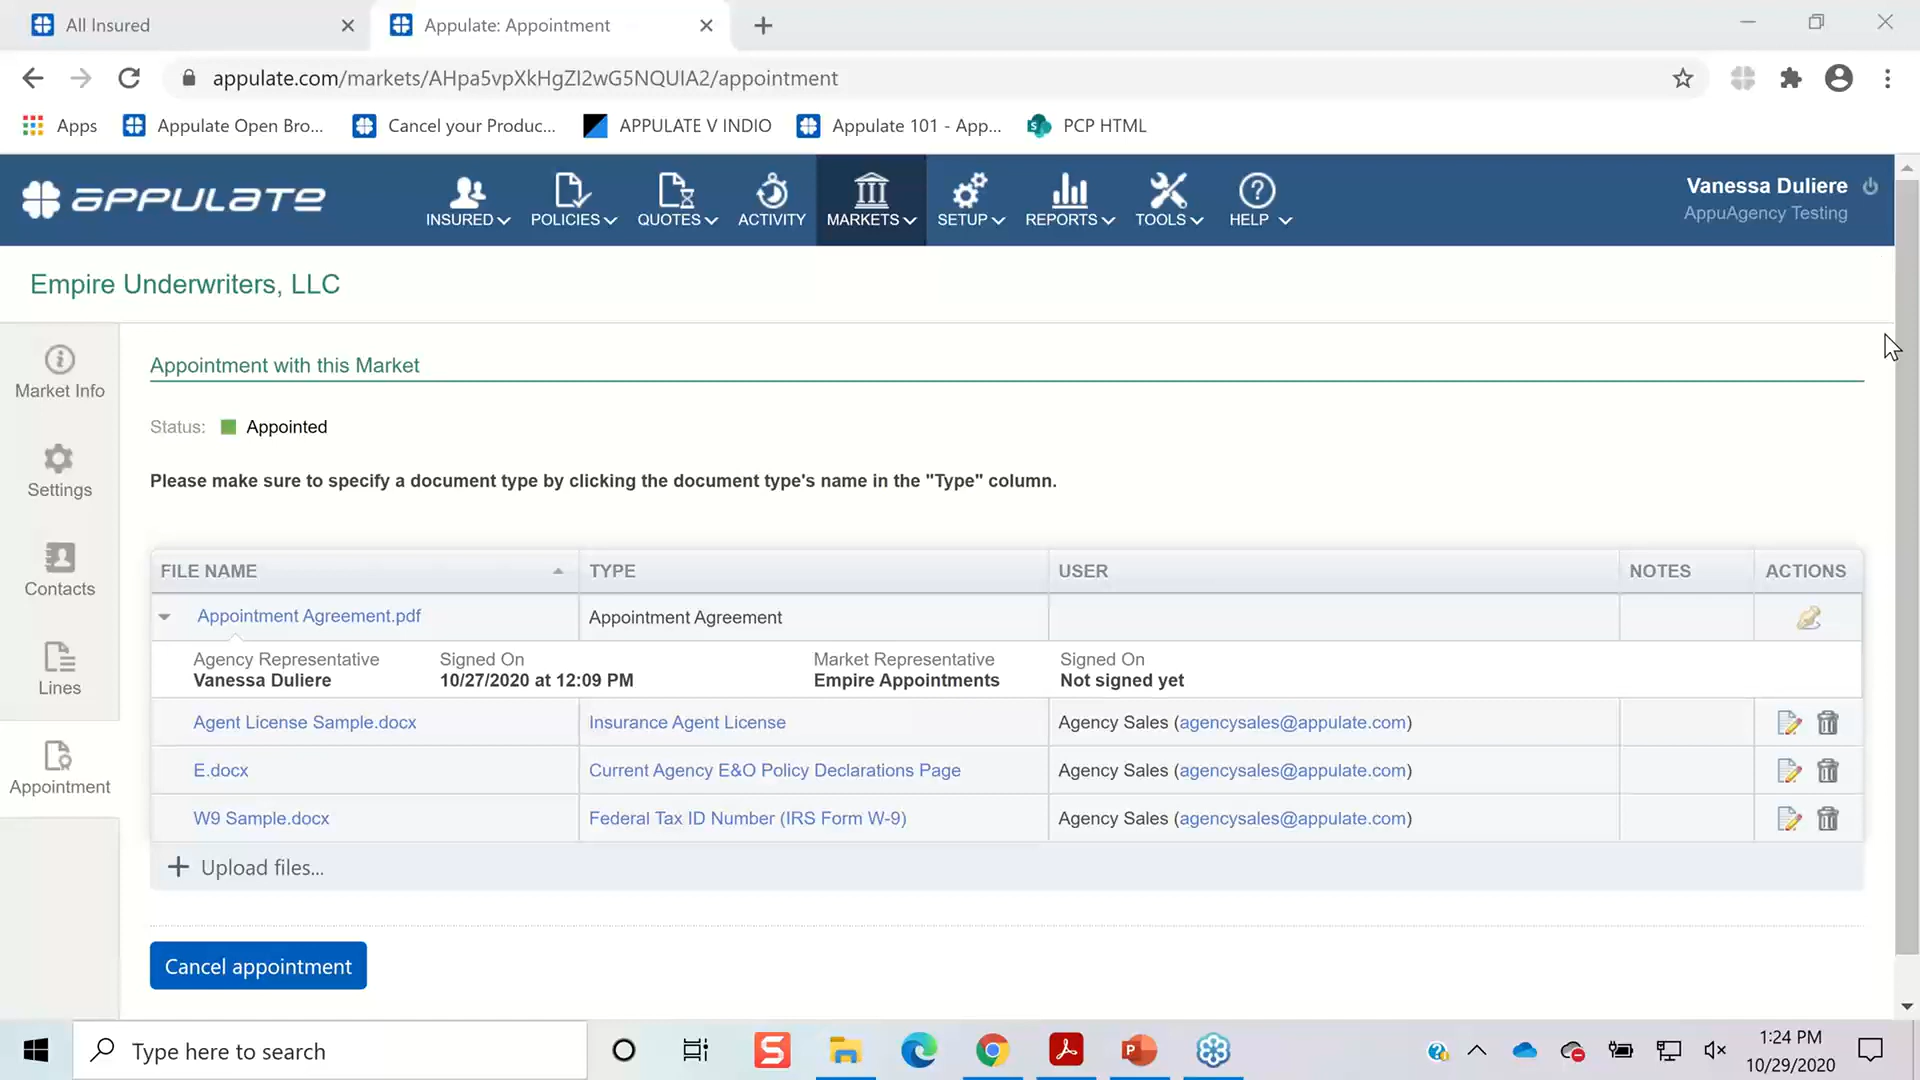 All Insured
Appulate: Appointment
appulate.com/markets/AHpa5vpXkHgZI2wG5NQUIA2/appointment
Apps
Appulate Open Bro...
Cancel your Produc...
APPULATE V INDIO
Appulate 101 - App...
PCP HTML
APPULATE
INSURED
POLICIES
QUOTES
ACTIVITY
MARKETS
SETUP
REPORTS
TOOLS
HELP
Vanessa Duliere
AppuAgency Testing
Empire Underwriters, LLC
Market Info
Settings
Contacts
Lines
Appointment
Appointment with this Market
Status: Appointed
Please make sure to specify a document type by clicking the document type's name in the "Type" column.
FILE NAME TYPE USER NOTES ACTIONS
Appointment Agreement.pdf Appointment Agreement
Agency Representative Signed On Market Representative Signed On
Vanessa Duliere 10/27/2020 at 12:09 PM Empire Appointments Not signed yet
Agent License Sample.docx Insurance Agent License Agency Sales (agencysales@appulate.com)
E.docx Current Agency E&O Policy Declarations Page Agency Sales (agencysales@appulate.com)
W9 Sample.docx Federal Tax ID Number (IRS Form W-9) Agency Sales (agencysales@appulate.com)
Upload files...
Cancel appointment
Type here to search
1:24 PM
10/29/2020